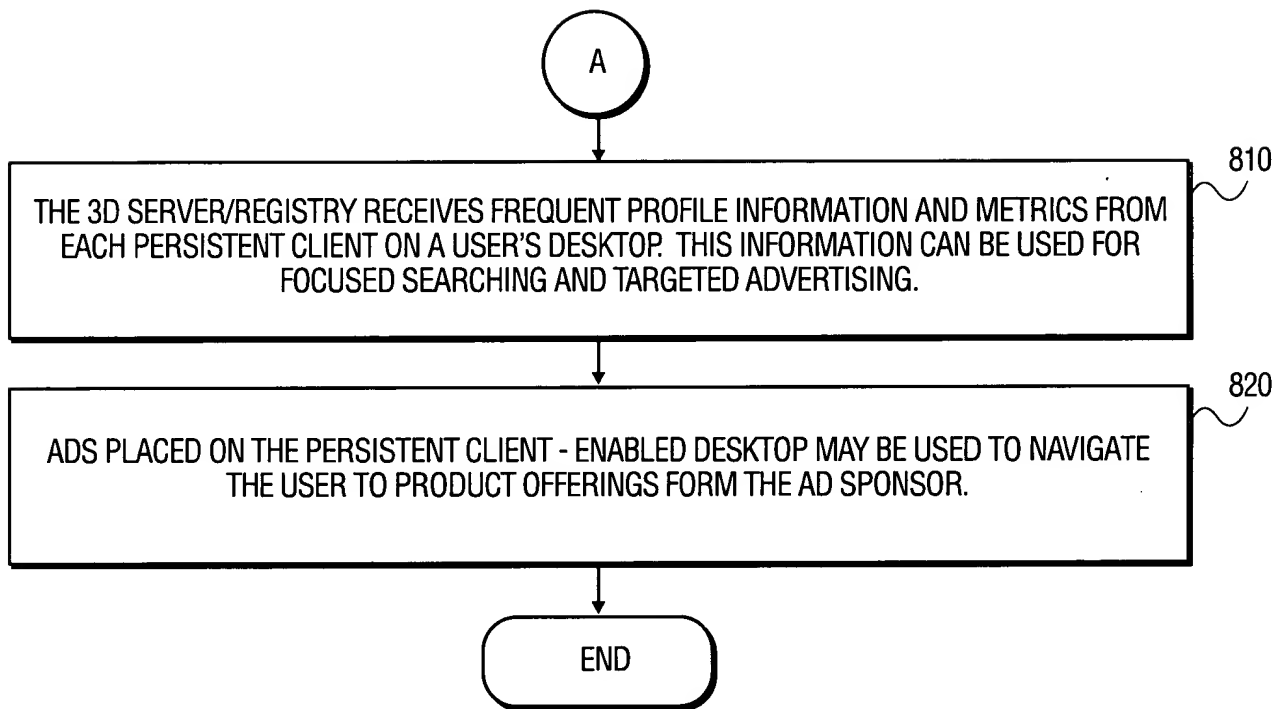 A
810
THE 3D SERVER/REGISTRY RECEIVES FREQUENT PROFILE INFORMATION AND METRICS FROM
EACH PERSISTENT CLIENT ON A USER'S DESKTOP. THIS INFORMATION CAN BE USED FOR
FOCUSED SEARCHING AND TARGETED ADVERTISING.
820
ADS PLACED ON THE PERSISTENT CLIENT - ENABLED DESKTOP MAY BE USED TO NAVIGATE
THE USER TO PRODUCT OFFERINGS FORM THE AD SPONSOR.
END